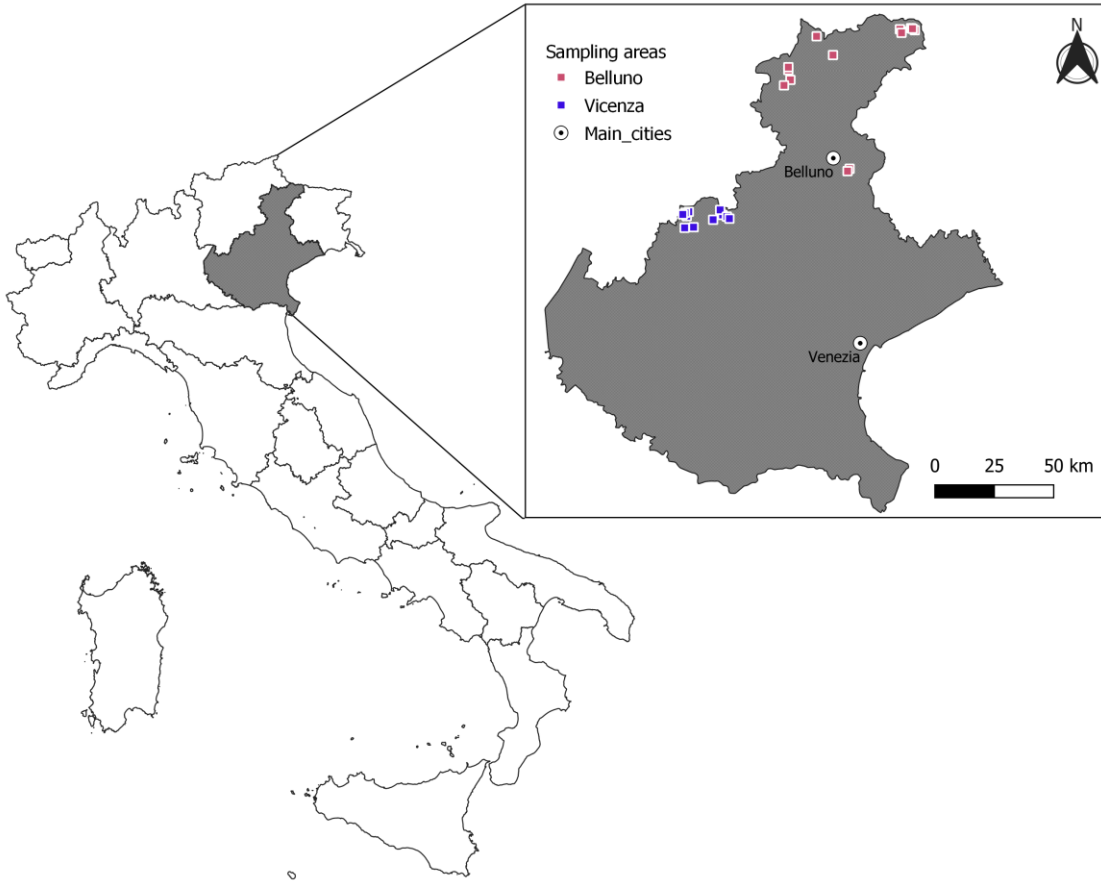 N
Sampling areas
Belluno
Vicenza
Main_cities
Belluno
Venezia
0 25 50 km